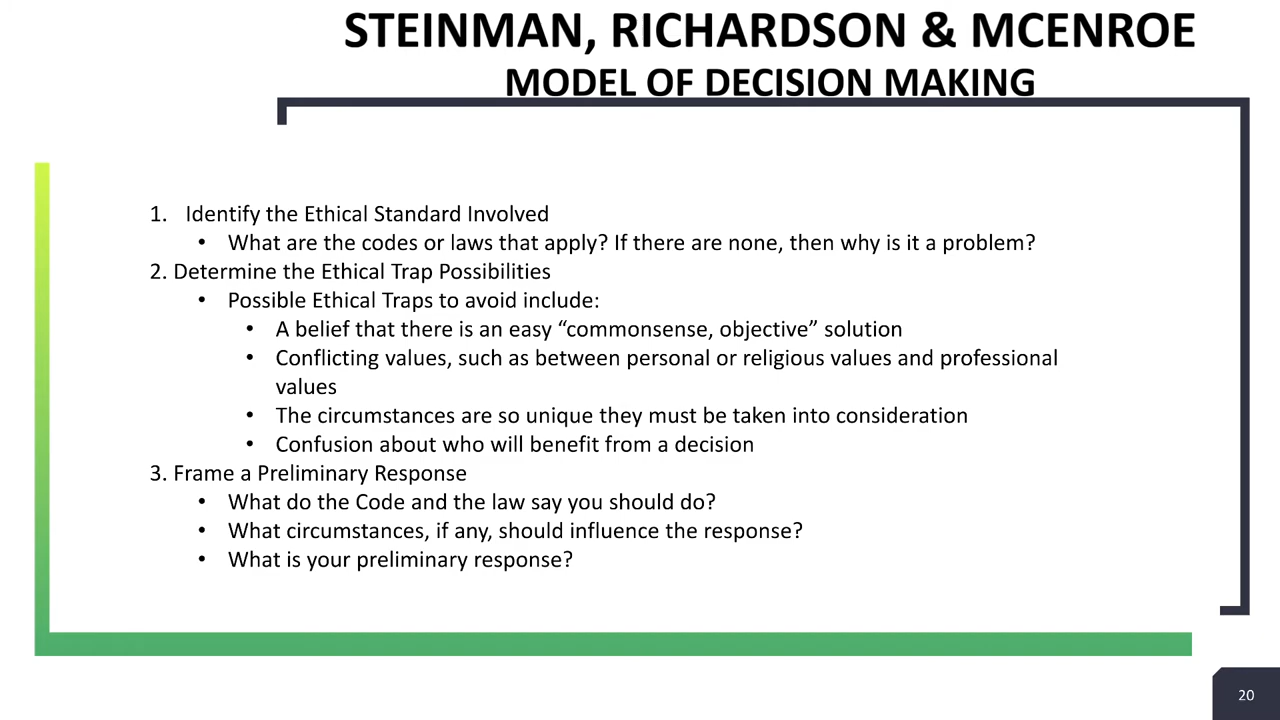 STEINMAN, RICHARDSON & MCENROE
MODEL OF DECISION MAKING
1. Identify the Ethical Standard Involved
• What are the codes or laws that apply? If there are none, then why is it a problem?
2. Determine the Ethical Trap Possibilities
• Possible Ethical Traps to avoid include:
• A belief that there is an easy “commonsense, objective” solution
• Conflicting values, such as between personal or religious values and professional
values
• The circumstances are so unique they must be taken into consideration
• Confusion about who will benefit from a decision
3. Frame a Preliminary Response
• What do the Code and the law say you should do?
• What circumstances, if any, should influence the response?
• What is your preliminary response?
20